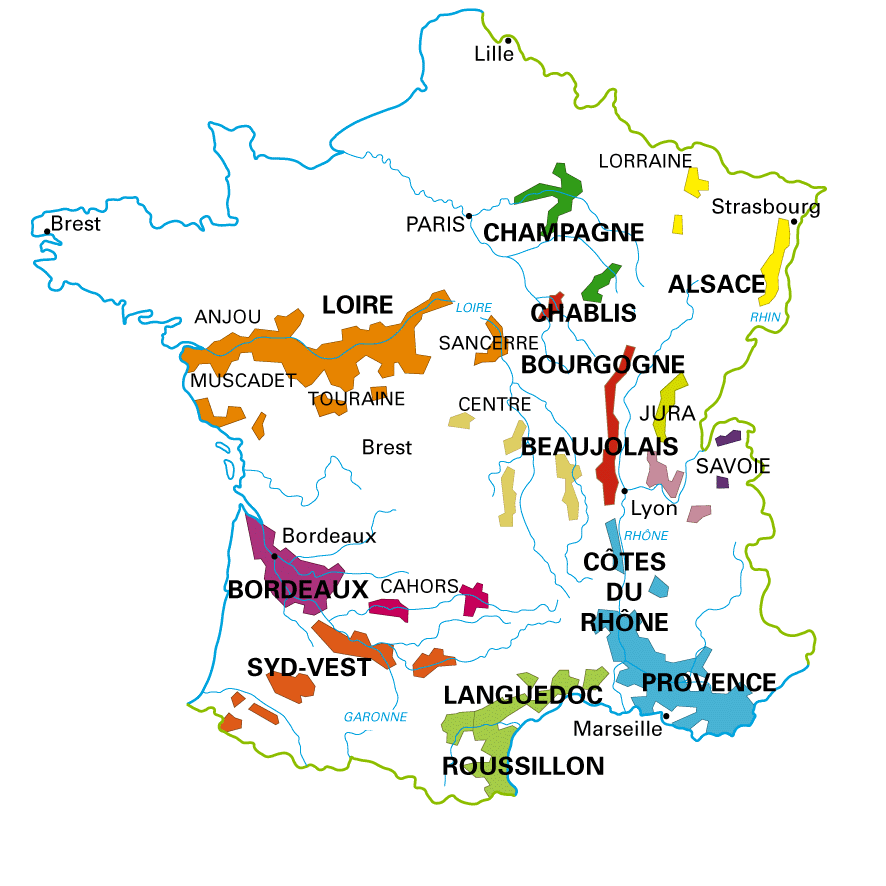 Lille
LORRAINE
Strasbourg
Brest
PARIS
CHAMPAGNE
ALSACE
ANJOU
LOIRE
LOIRE
CHABLIS
RHIN
SANCERRE
BOURGOGNE
MUSCADET
TOURAINE
CENTRE
JURA
Brest
BEAUJOLAIS
SAVOIE
Lyon
Bordeaux
RHÔNE
CÔTES
DU
RHÔNE
BORDEAUX
CAHORS
SYD-VEST
LANGUEDOC
PROVENCE
GARONNE
Marseille
ROUSSILLON